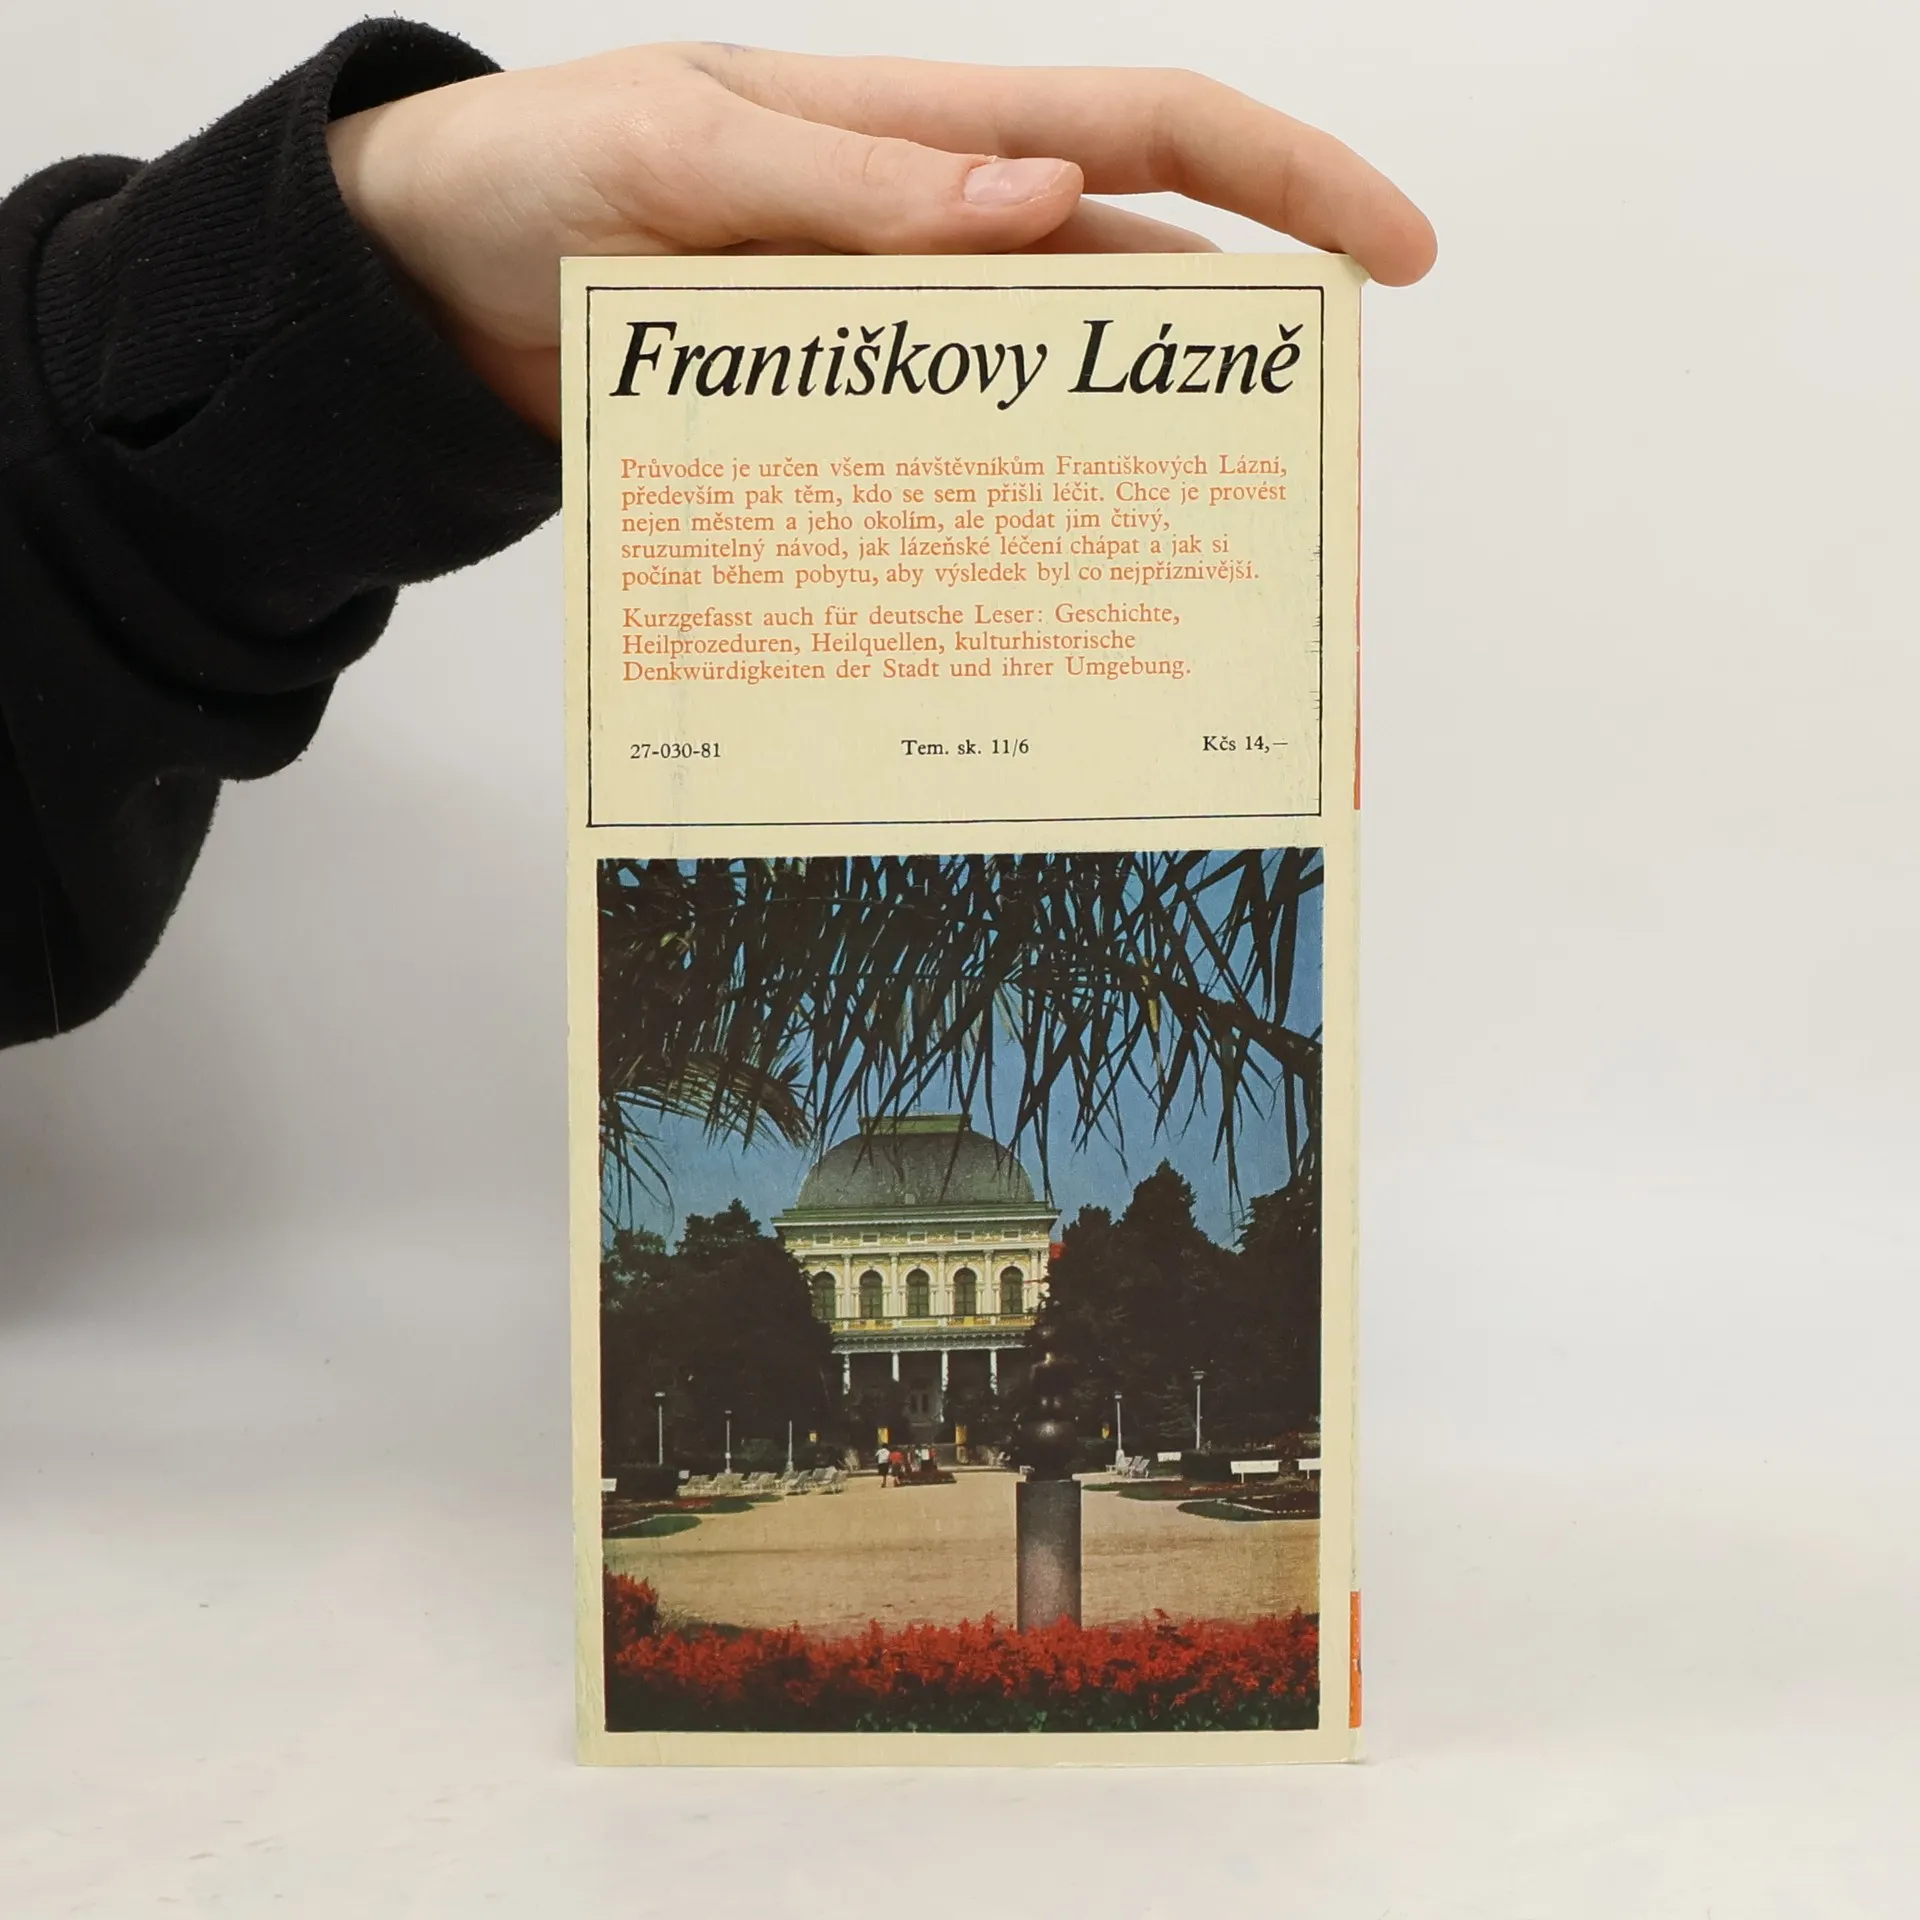 Františkovy Lázně
Průvodce je určen všem návštěvníkům Františkových Lázní,
především pak těm, kdo se sem přišli léčit. Chce je provést
nejen městem a jeho okolím, ale podat jim čtivý,
sruzumitelný návod, jak lázeňské léčení chápat a jak si
počínat během pobytu, aby výsledek byl co nejpříznivější.
Kurzgefasst auch für deutsche Leser: Geschichte,
Heilprozeduren, Heilquellen, kulturhistorische
Denkwürdigkeiten der Stadt und ihrer Umgebung.
27-030-81 Tem. sk. 11/6 Kčs 14,—